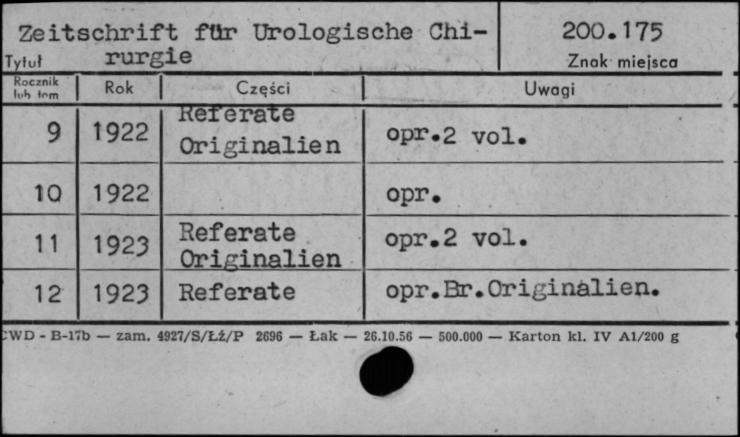 Zeitschrift für Urologische Chi- 200.175
Tytuł rurgie Znak miejsca
Rocznik lub tom Rok Części Uwagi
9 1922 Referate
Originalien opr.2 vol.
10 1922 opr.
11 1923 Referate
Originalien opr.2 vol.
12 1923 Referate opr.Br.Originalien.
CWD - B-17b — zam. 4927/S/Łź/P 2696 — Łak — 26.10.56 — 500.000 — Karton kl. IV A1/200 g